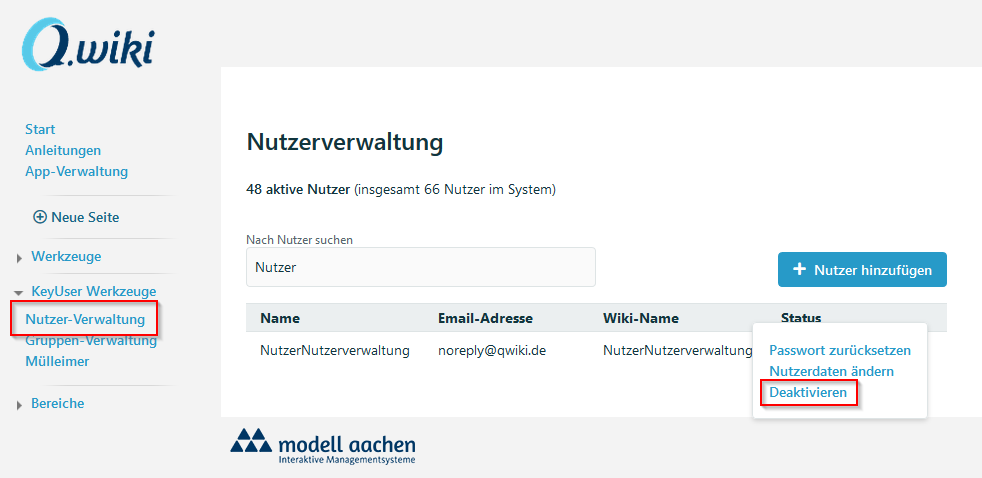 Q.wiki
Start
Anleitungen
App-Verwaltung
Neue Seite
Werkzeuge
KeyUser Werkzeuge
Nutzer-Verwaltung
Gruppen-Verwaltung
Mülleimer
Bereiche
Nutzerverwaltung
48 aktive Nutzer (insgesamt 66 Nutzer im System)
Nach Nutzer suchen
Nutzer
Nutzer hinzufügen
Name Email-Adresse Wiki-Name Status
NutzerNutzerverwaltung noreply@qwiki.de NutzerNutzerverwaltung
Passwort zurücksetzen
Nutzerdaten ändern
Deaktivieren
modell aachen
Interaktive Managementsysteme